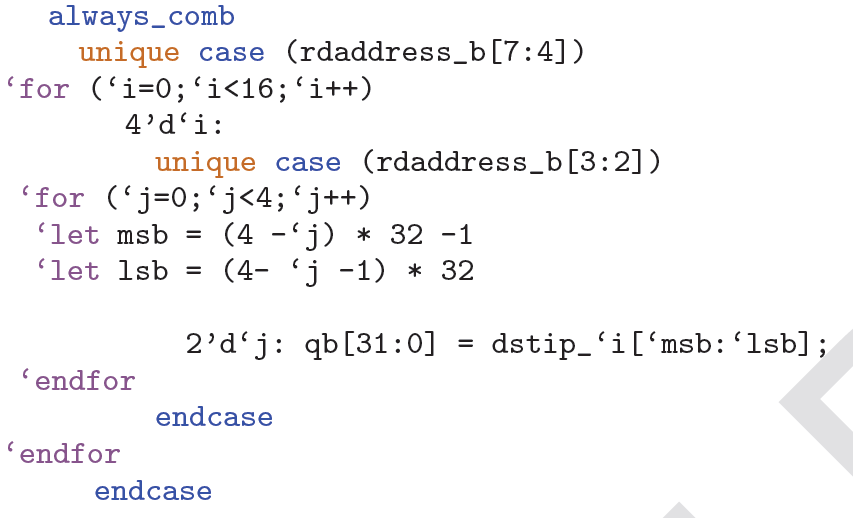 always_comb
unique case (rdaddress_b[7:4])
‘for (‘i=0;‘i<16;‘i++)
4’d‘i:
unique case (rdaddress_b[3:2])
‘for (‘j=0;‘j<4;‘j++)
‘let msb = (4 -‘j) * 32 -1
‘let lsb = (4- ‘j -1) * 32
2’d‘j: qb[31:0] = dstip_‘i[‘msb:‘lsb];
‘endfor
endcase
‘endfor
endcase